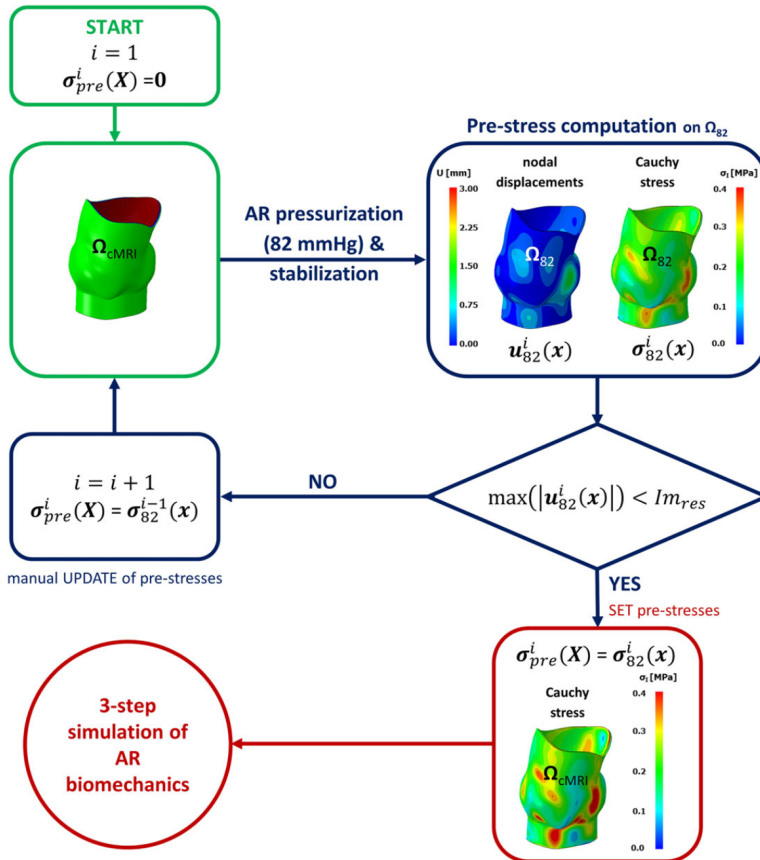 START
i = 1
σ^i_pre(X) =0
Ω_cMRI
AR pressurization
(82 mmHg) &
stabilization
Pre-stress computation on Ω₈₂
U [mm]
nodal
displacements
Cauchy
stress
σ_I [MPa]
3.00
2.25
1.50
0.75
0.00
Ω₈₂
Ω₈₂
0.4
0.3
0.2
0.1
0.0
u^i_82(x)
σ^i_82(x)
max(|u^i_82(x)|) < Im_res
NO
i = i + 1
σ^i_pre(X) = σ^{i−1}_82(x)
manual UPDATE of pre-stresses
YES
SET pre-stresses
σ^i_pre(X) = σ^i_82(x)
Cauchy
stress
σ_I [MPa]
0.4
0.3
0.2
0.1
0.0
Ω_cMRI
3-step
simulation of
AR
biomechanics